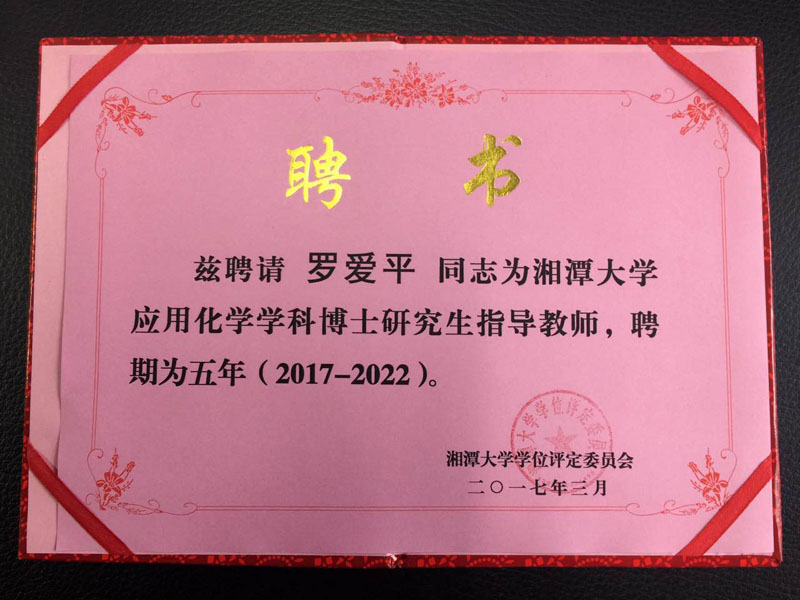 聘书
兹聘请 罗爱平 同志为湘潭大学
应用化学学科博士研究生指导教师，聘
期为五年（2017-2022）。
湘潭大学学位评定委员会
二〇一七年三月